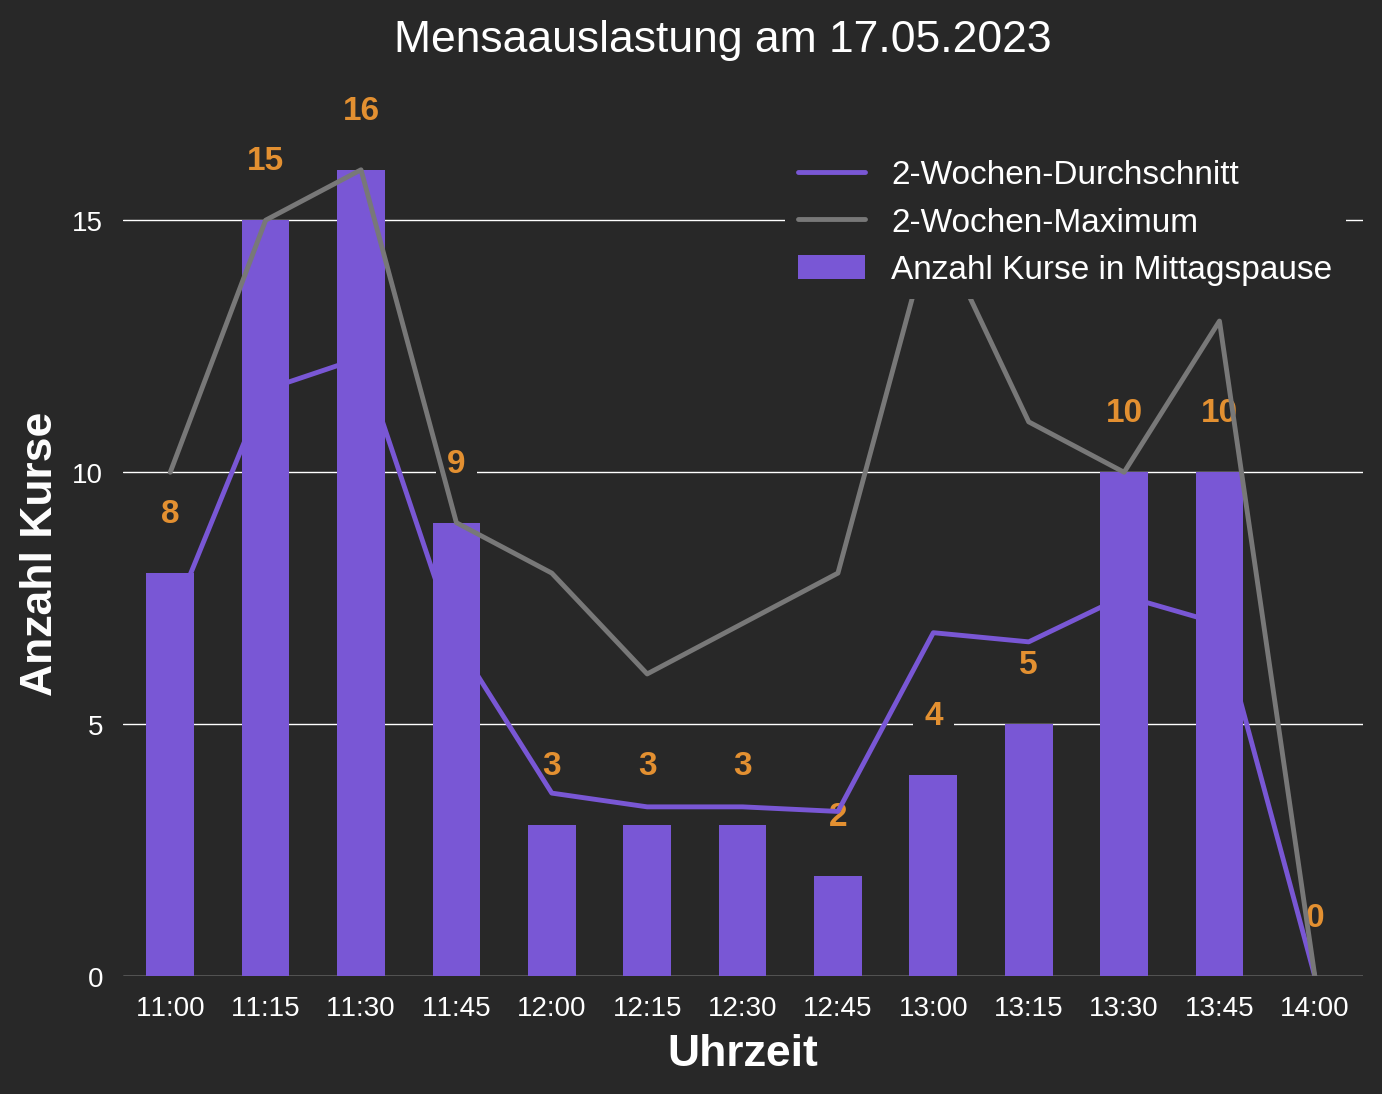 Mensaauslastung am 17.05.2023
16
15
2-Wochen-Durchschnitt
2-Wochen-Maximum
Anzahl Kurse in Mittagspause
15
10
10
9
10
8
5
4
5
3
3
3
2
0
0
Anzahl Kurse
11:00 11:15 11:30 11:45 12:00 12:15 12:30 12:45 13:00 13:15 13:30 13:45 14:00
Uhrzeit